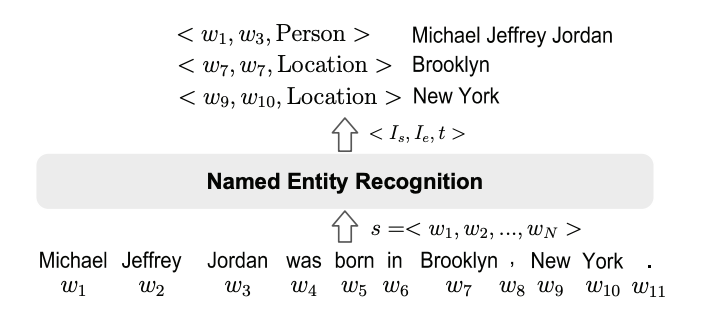 < w₁, w₃, Person > Michael Jeffrey Jordan
< w₇, w₇, Location > Brooklyn
< w₉, w₁₀, Location > New York
< Iₛ, Iₑ, t >
Named Entity Recognition
s =< w₁, w₂, ..., w_N >
Michael Jeffrey Jordan was born in Brooklyn , New York .
w₁ w₂ w₃ w₄ w₅ w₆ w₇ w₈ w₉ w₁₀ w₁₁